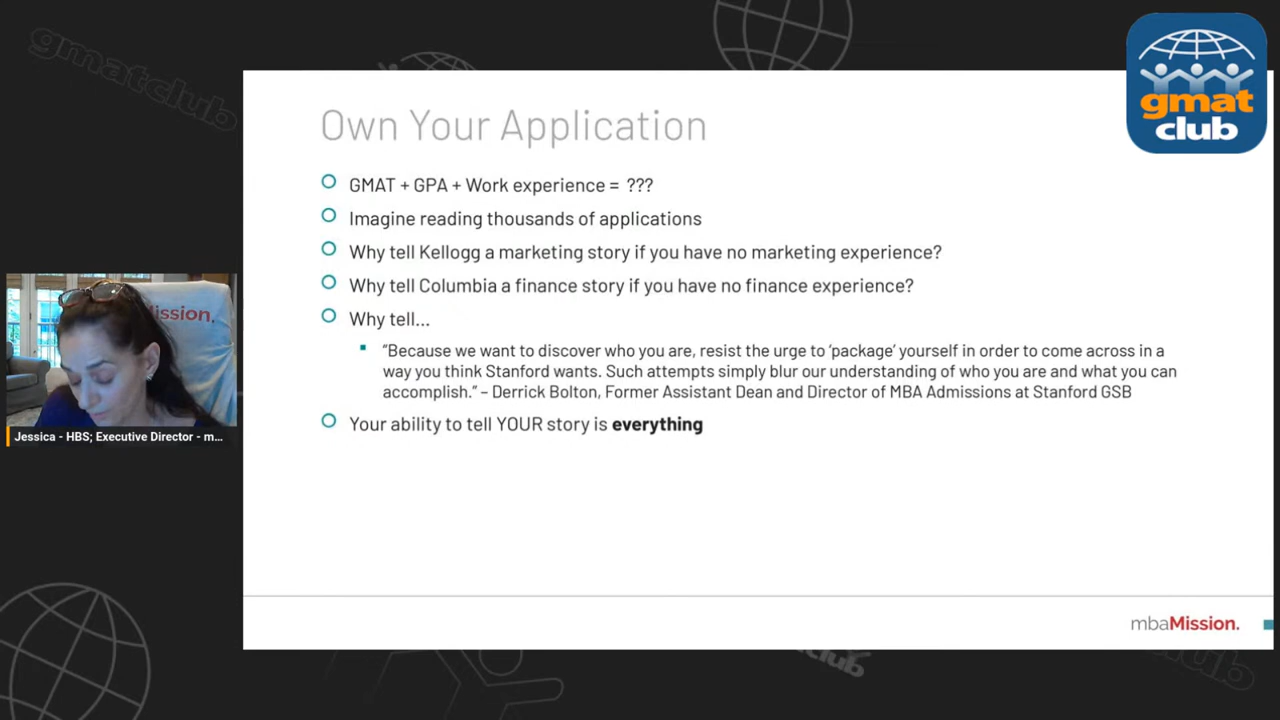 gmatclub
gmat
club
Own Your Application
GMAT + GPA + Work experience = ???
Imagine reading thousands of applications
Why tell Kellogg a marketing story if you have no marketing experience?
Why tell Columbia a finance story if you have no finance experience?
Why tell...
“Because we want to discover who you are, resist the urge to ‘package’ yourself in order to come across in a
way you think Stanford wants. Such attempts simply blur our understanding of who you are and what you can
accomplish.” – Derrick Bolton, Former Assistant Dean and Director of MBA Admissions at Stanford GSB
Your ability to tell YOUR story is everything
ission.
Jessica - HBS; Executive Director - m...
mbaMission.
club